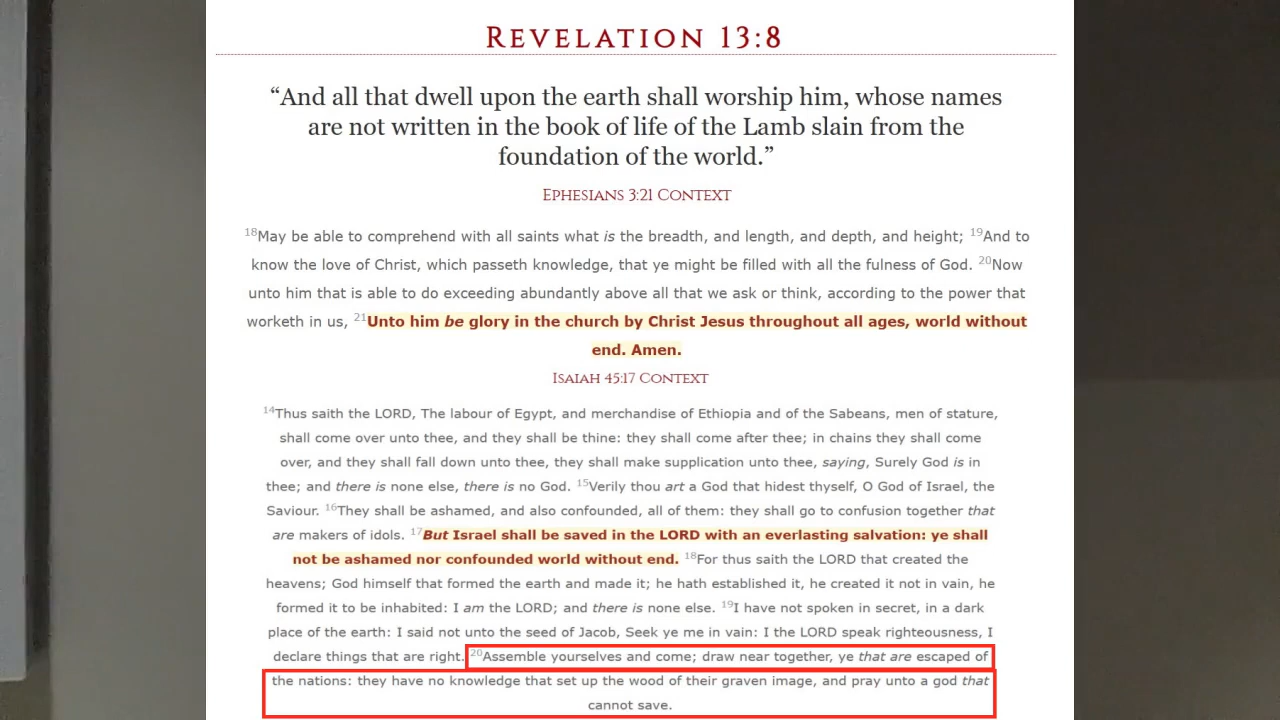 REVELATION 13:8
“And all that dwell upon the earth shall worship him, whose names
are not written in the book of life of the Lamb slain from the
foundation of the world.”
EPHESIANS 3:21 CONTEXT
18May be able to comprehend with all saints what is the breadth, and length, and depth, and height; 19And to
know the love of Christ, which passeth knowledge, that ye might be filled with all the fulness of God. 20Now
unto him that is able to do exceeding abundantly above all that we ask or think, according to the power that
worketh in us, 21Unto him be glory in the church by Christ Jesus throughout all ages, world without
end. Amen.
ISAIAH 45:17 CONTEXT
14Thus saith the LORD, The labour of Egypt, and merchandise of Ethiopia and of the Sabeans, men of stature,
shall come over unto thee, and they shall be thine: they shall come after thee; in chains they shall come
over, and they shall fall down unto thee, they shall make supplication unto thee, saying, Surely God is in
thee; and there is none else, there is no God. 15Verily thou art a God that hidest thyself, O God of Israel, the
Saviour. 16They shall be ashamed, and also confounded, all of them: they shall go to confusion together that
are makers of idols. 17But Israel shall be saved in the LORD with an everlasting salvation: ye shall
not be ashamed nor confounded world without end. 18For thus saith the LORD that created the
heavens; God himself that formed the earth and made it; he hath established it, he created it not in vain, he
formed it to be inhabited: I am the LORD; and there is none else. 19I have not spoken in secret, in a dark
place of the earth: I said not unto the seed of Jacob, Seek ye me in vain: I the LORD speak righteousness, I
declare things that are right. 20Assemble yourselves and come; draw near together, ye that are escaped of
the nations: they have no knowledge that set up the wood of their graven image, and pray unto a god that
cannot save.